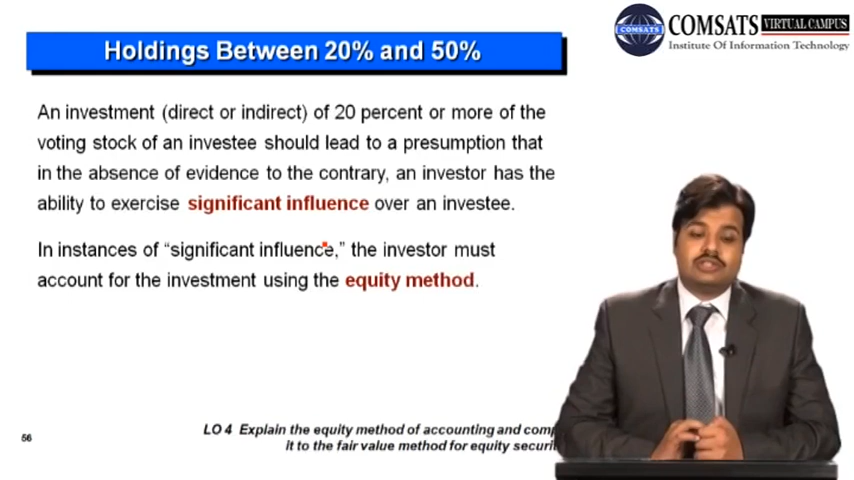 COMSATS VIRTUAL CAMPUS
COMSATS
Institute Of Information Technology
Holdings Between 20% and 50%
An investment (direct or indirect) of 20 percent or more of the
voting stock of an investee should lead to a presumption that
in the absence of evidence to the contrary, an investor has the
ability to exercise significant influence over an investee.
In instances of “significant influence,” the investor must
account for the investment using the equity method.
56
LO 4 Explain the equity method of accounting and comp
it to the fair value method for equity securi